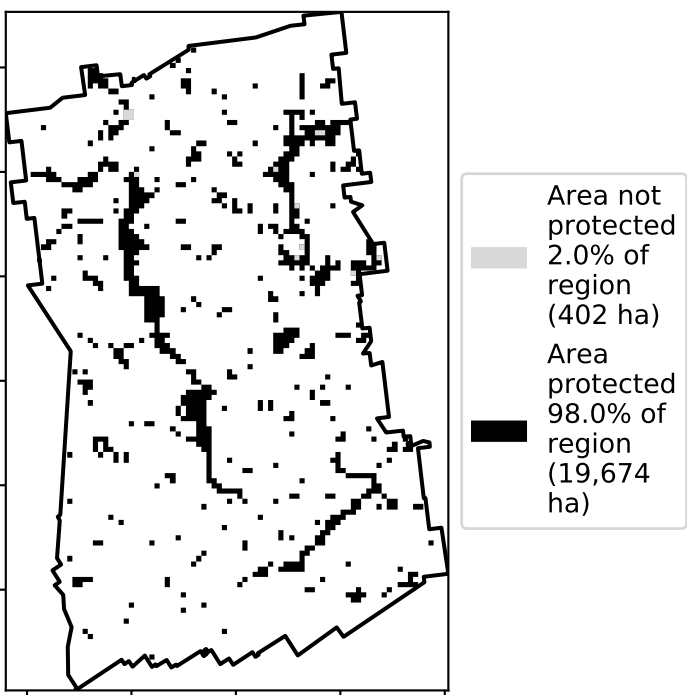 Area not
protected
2.0% of
region
(402 ha)
Area
protected
98.0% of
region
(19,674
ha)